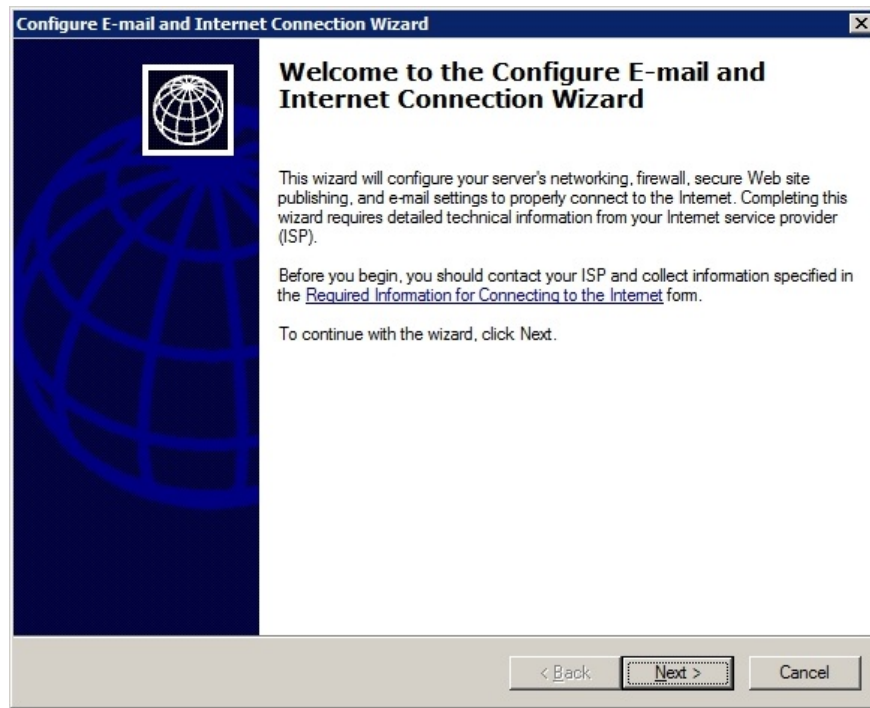 Configure E-mail and Internet Connection Wizard
Welcome to the Configure E-mail and
Internet Connection Wizard
This wizard will configure your server's networking, firewall, secure Web site
publishing, and e-mail settings to properly connect to the Internet. Completing this
wizard requires detailed technical information from your Internet service provider
(ISP).
Before you begin, you should contact your ISP and collect information specified in
the Required Information for Connecting to the Internet form.
To continue with the wizard, click Next.
< Back
Next >
Cancel